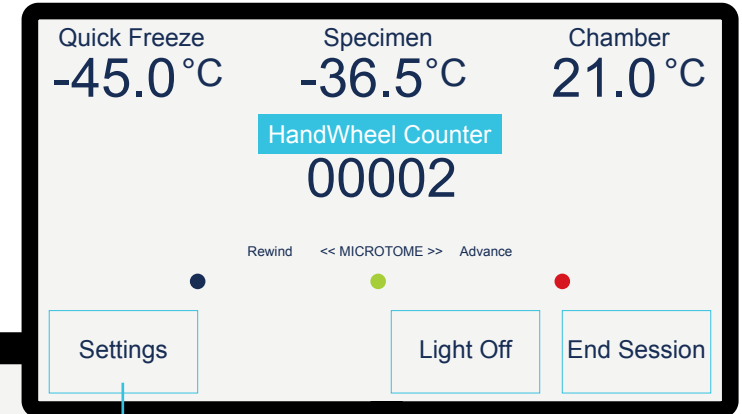 Quick Freeze Specimen Chamber
-45.0°C -36.5°C 21.0 °C
HandWheel Counter
00002
Rewind << MICROTOME >> Advance
Settings Light Off End Session